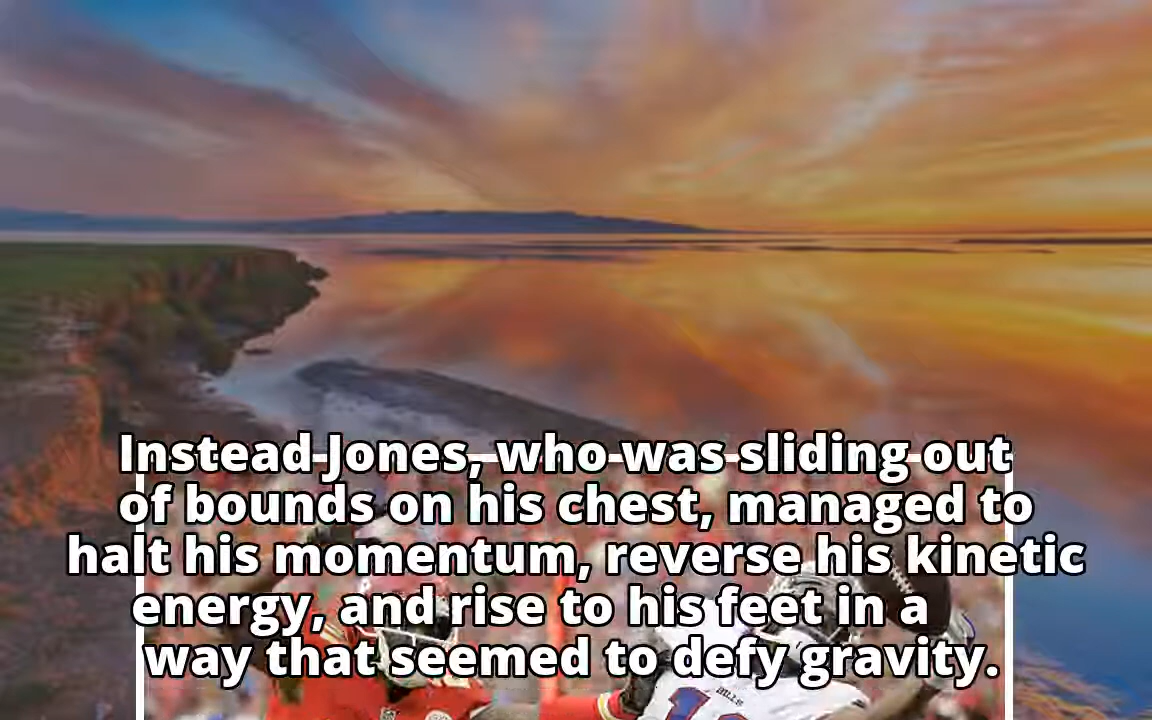 Instead Jones, who was sliding out
of bounds on his chest, managed to
halt his momentum, reverse his kinetic
energy, and rise to his feet in a
way that seemed to defy gravity.
BILLS